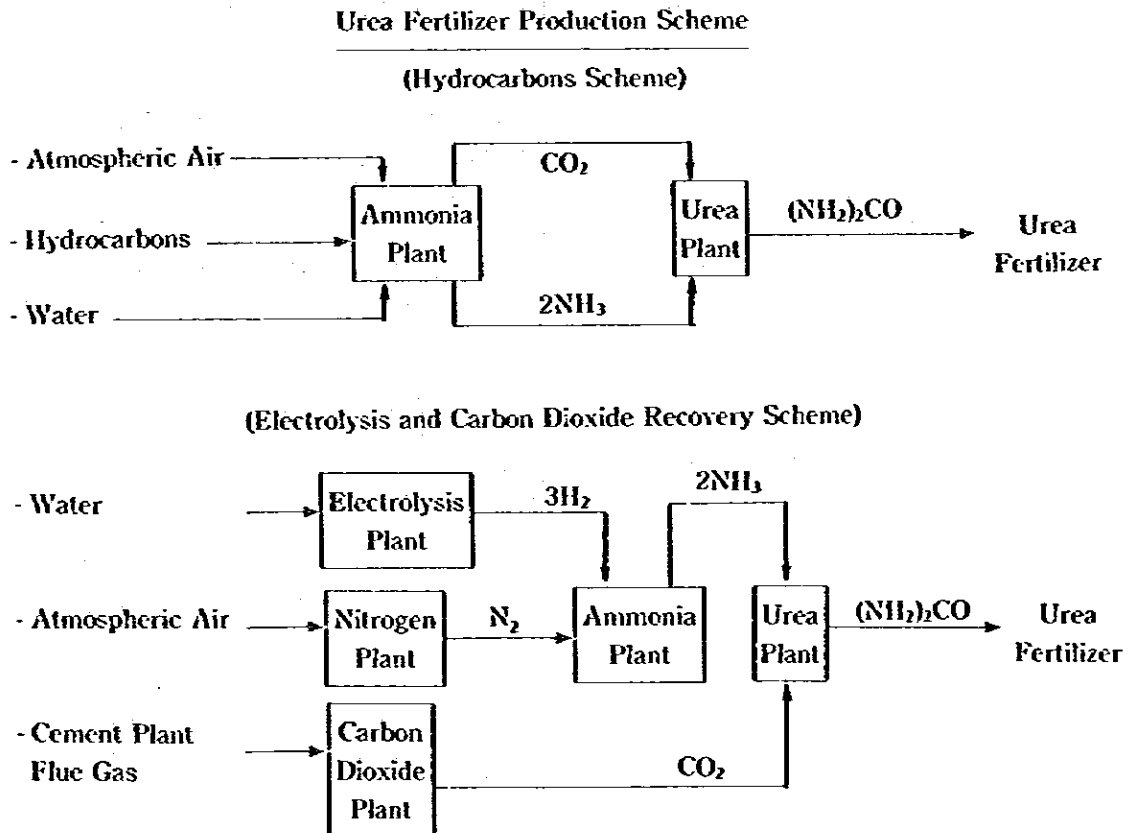 Urea Fertilizer Production Scheme
(Hydrocarbons Scheme)
- Atmospheric Air
- Hydrocarbons
- Water
Ammonia
Plant
CO₂
2NH₃
Urea
Plant
(NH₂)₂CO
Urea
Fertilizer
(Electrolysis and Carbon Dioxide Recovery Scheme)
- Water
Electrolysis
Plant
3H₂
2NH₃
- Atmospheric Air
Nitrogen
Plant
N₂
Ammonia
Plant
Urea
Plant
(NH₂)₂CO
Urea
Fertilizer
- Cement Plant
Flue Gas
Carbon
Dioxide
Plant
CO₂